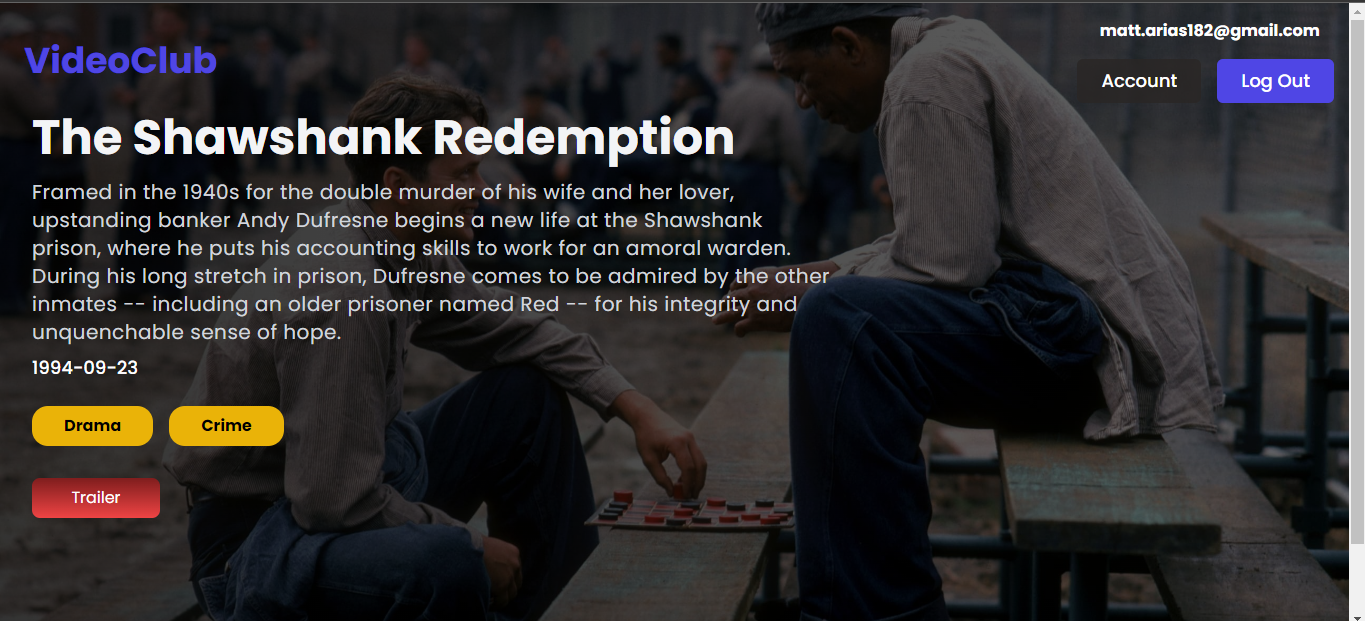 matt.arias182@gmail.com
VideoClub
Account
Log Out
The Shawshank Redemption
Framed in the 1940s for the double murder of his wife and her lover,
upstanding banker Andy Dufresne begins a new life at the Shawshank
prison, where he puts his accounting skills to work for an amoral warden.
During his long stretch in prison, Dufresne comes to be admired by the other
inmates -- including an older prisoner named Red -- for his integrity and
unquenchable sense of hope.
1994-09-23
Drama
Crime
Trailer